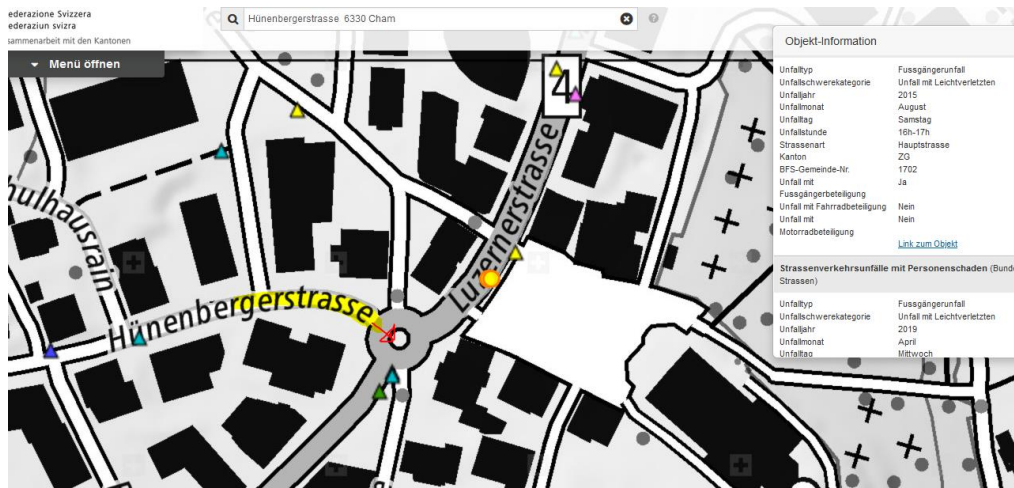 ederazione Svizzera
ederaziun svizra
sammenarbeit mit den Kantonen
Hünenbergerstrasse 6330 Cham
Menü öffnen
4
Luzernerstrasse
hulhausrain
Hünenbergerstrasse
Objekt-Information
Unfalltyp Fussgängerunfall
Unfallschwerekategorie Unfall mit Leichtverletzten
Unfalljahr 2015
Unfallmonat August
Unfalltag Samstag
Unfallstunde 16h-17h
Strassenart Hauptstrasse
Kanton ZG
BFS-Gemeinde-Nr. 1702
Unfall mit Ja
Fussgängerbeteiligung
Unfall mit Fahrradbeteiligung Nein
Unfall mit Nein
Motorradbeteiligung
Link zum Objekt
Strassenverkehrsunfälle mit Personenschaden (Bund
Strassen)
Unfalltyp Fussgängerunfall
Unfallschwerekategorie Unfall mit Leichtverletzten
Unfalljahr 2019
Unfallmonat April
Unfalltag Mittwoch